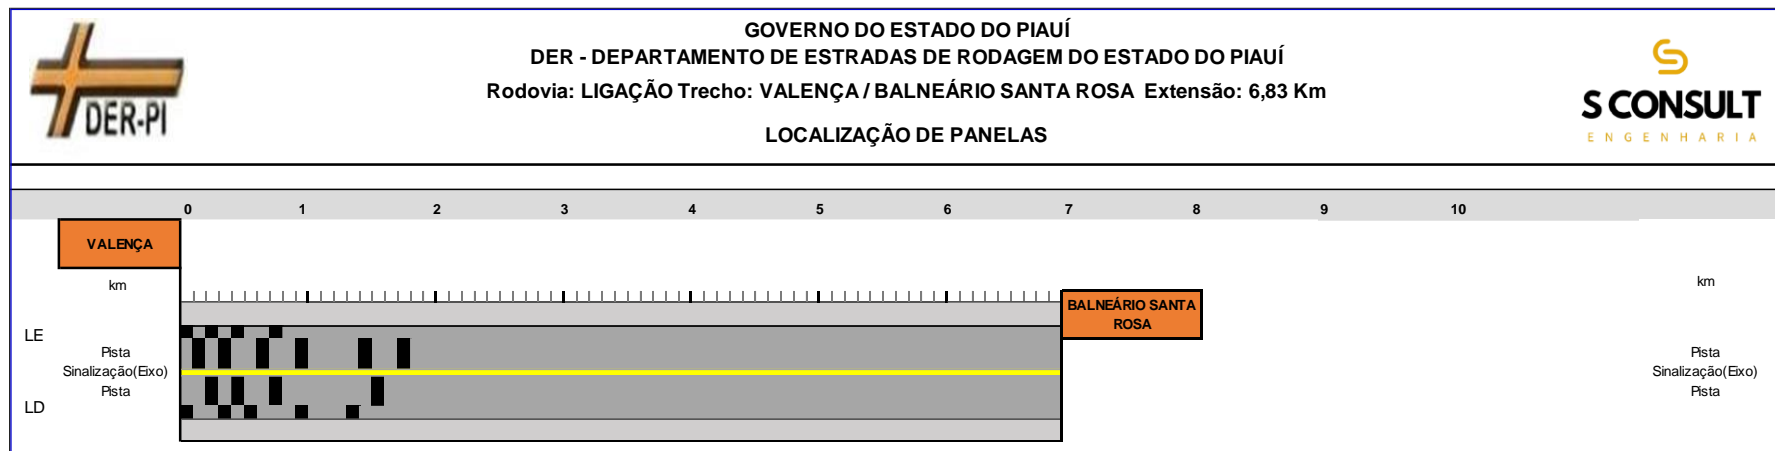 GOVERNO DO ESTADO DO PIAUÍ
DER - DEPARTAMENTO DE ESTRADAS DE RODAGEM DO ESTADO DO PIAUÍ
Rodovia: LIGAÇÃO Trecho: VALENÇA / BALNEÁRIO SANTA ROSA Extensão: 6,83 Km
LOCALIZAÇÃO DE PANELAS
DER-PI
S CONSULT
ENGENHARIA
0 1 2 3 4 5 6 7 8 9 10
VALENÇA
km
km
BALNEÁRIO SANTA
ROSA
LE
Pista
Pista
Sinalização(Eixo)
Sinalização(Eixo)
Pista
Pista
LD